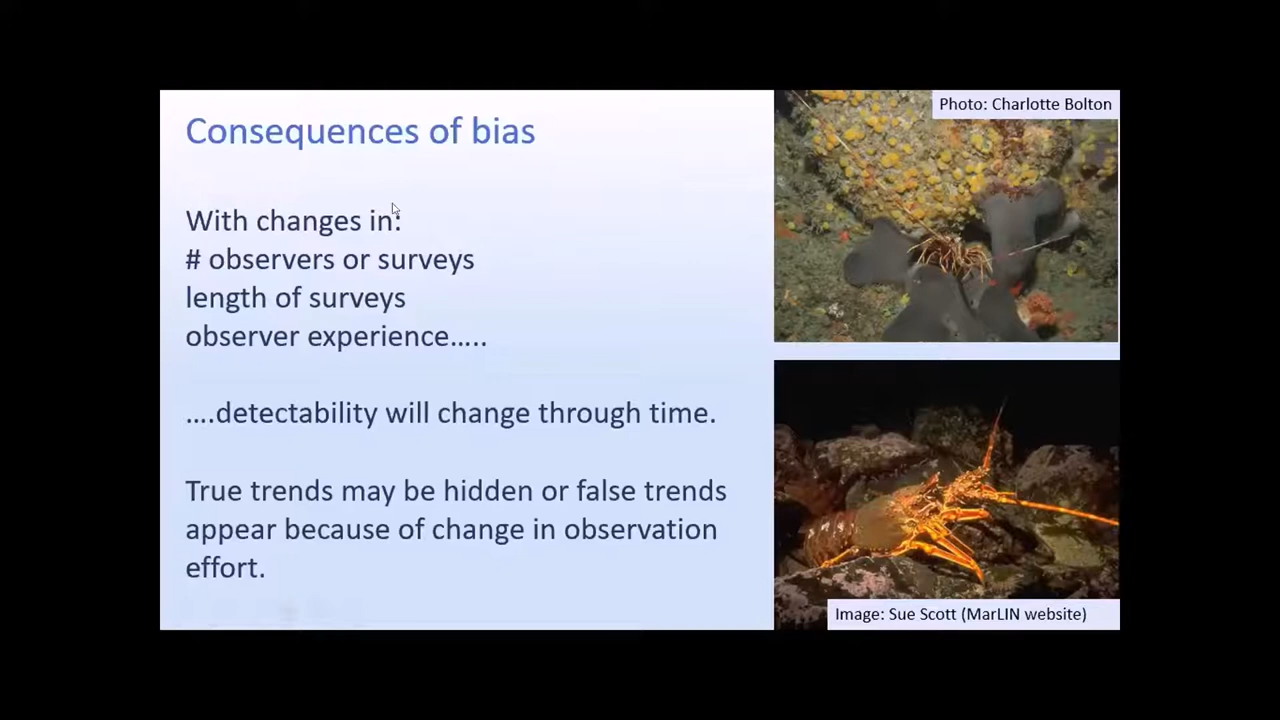 Photo: Charlotte Bolton
Consequences of bias
With changes in:
# observers or surveys
length of surveys
observer experience…..
….detectability will change through time.
True trends may be hidden or false trends
appear because of change in observation
effort.
Image: Sue Scott (MarLIN website)